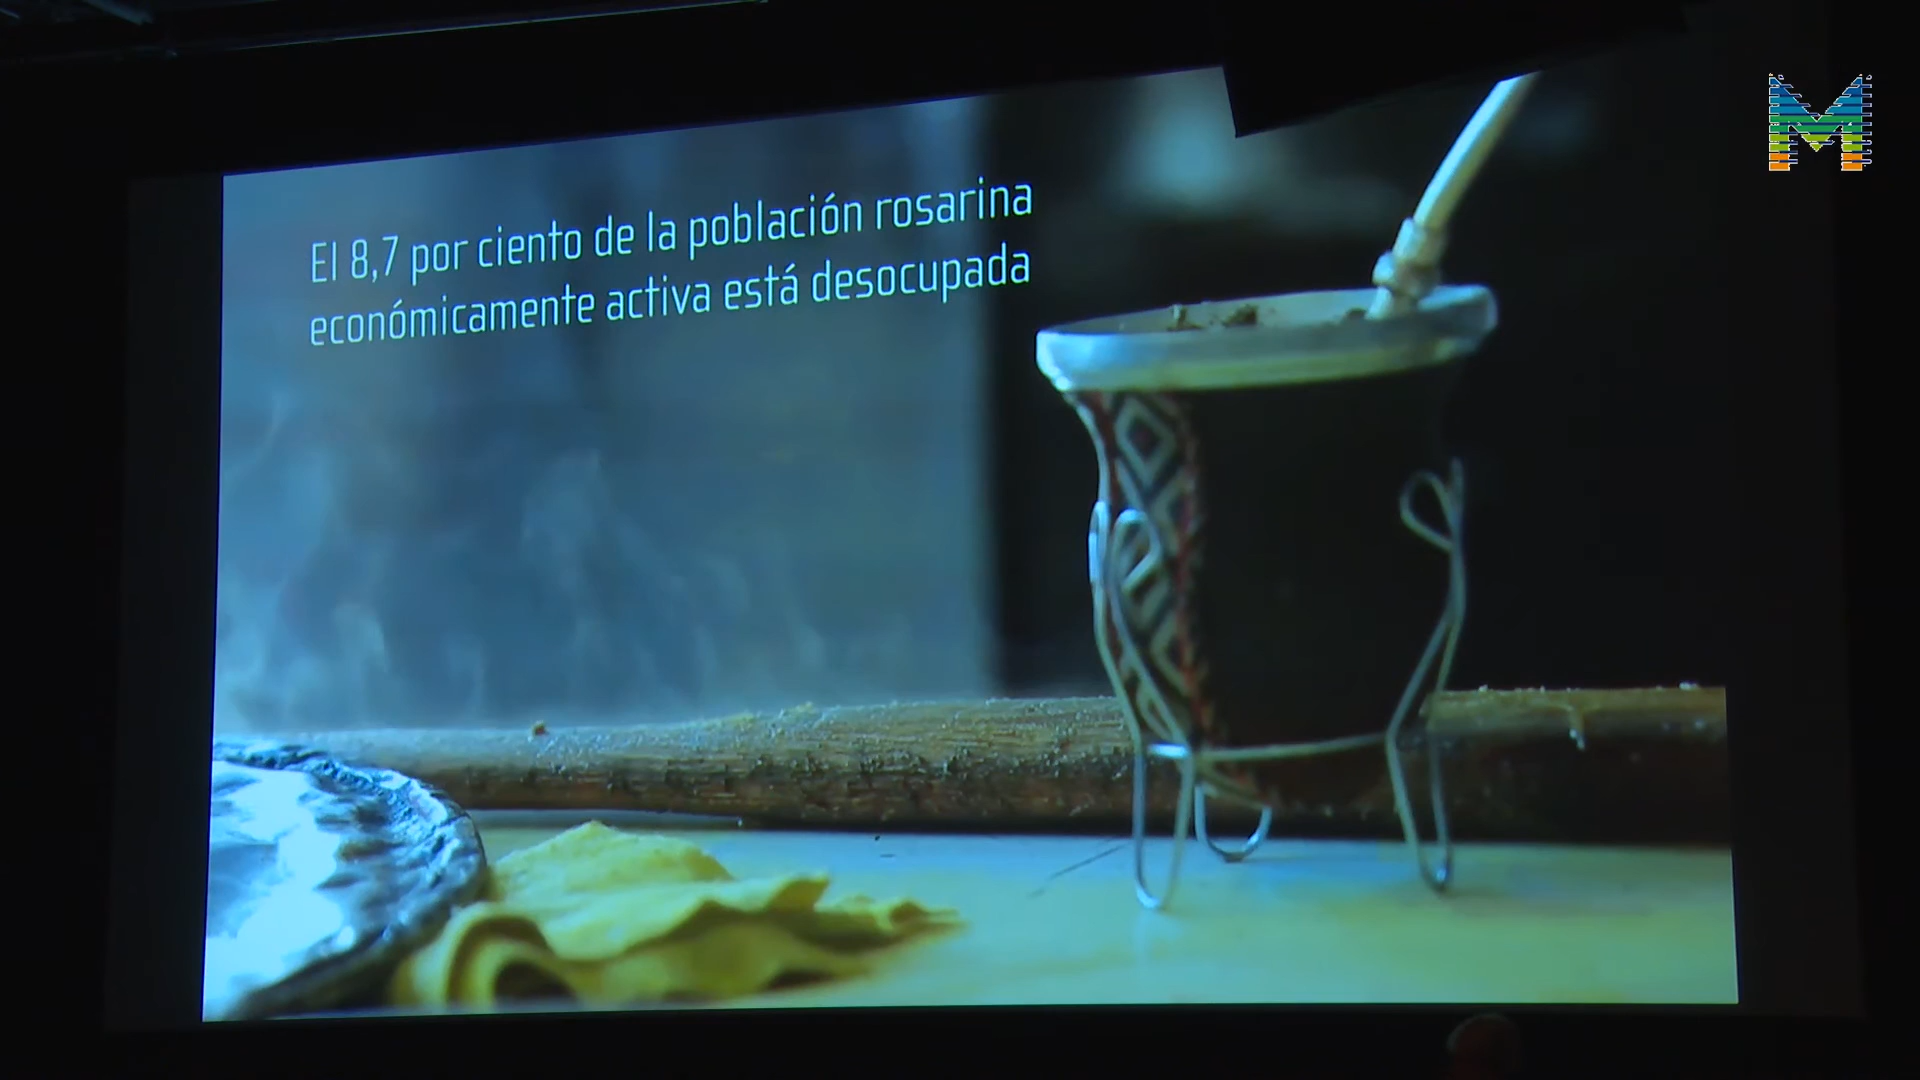 El 8,7 por ciento de la población rosarina
económicamente activa está desocupada
M